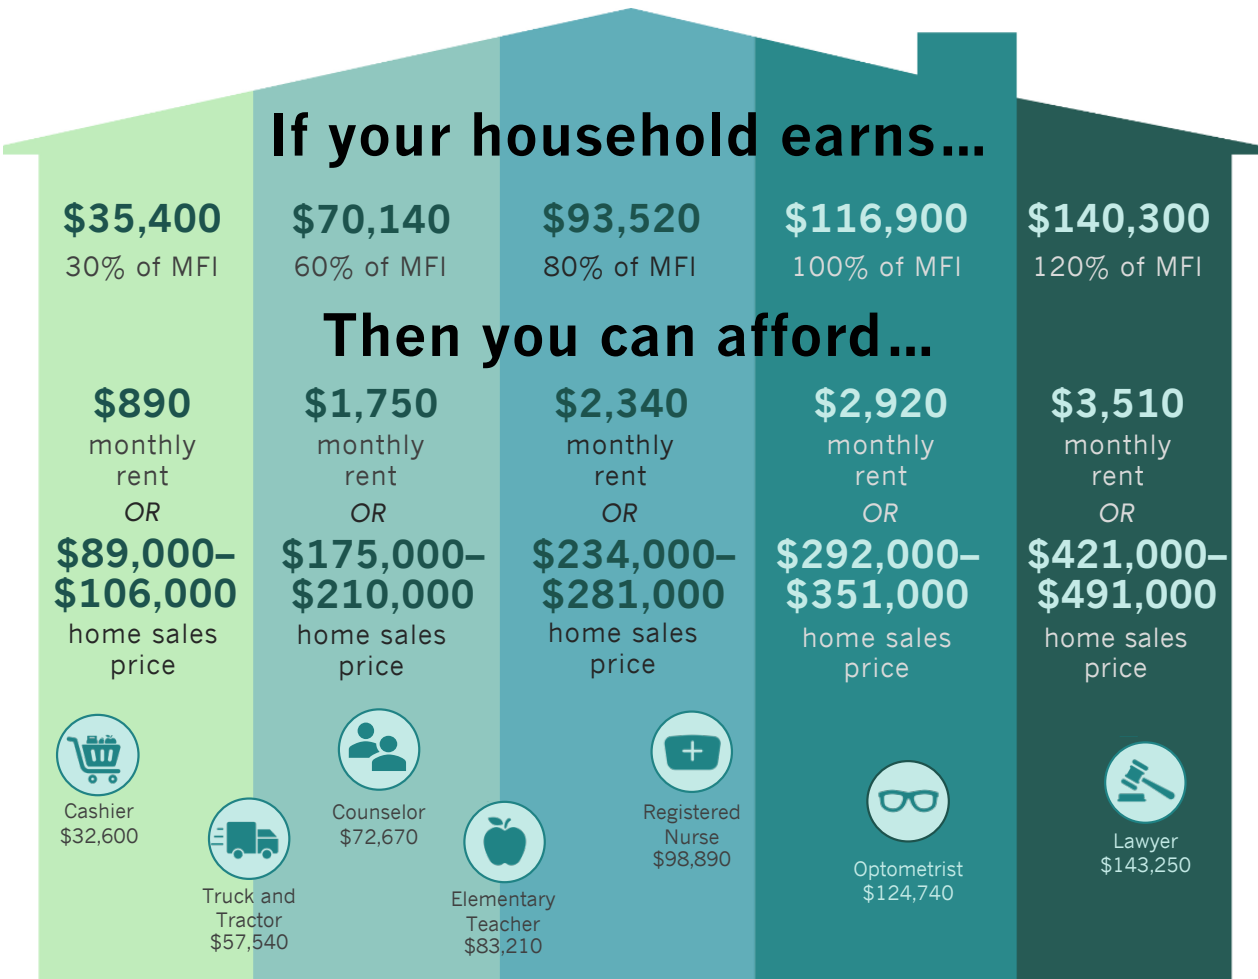 If your household earns...
$35,400
30% of MFI
$70,140
60% of MFI
$93,520
80% of MFI
$116,900
100% of MFI
$140,300
120% of MFI
Then you can afford...
$890
monthly
rent
OR
$89,000–
$106,000
home sales
price
$1,750
monthly
rent
OR
$175,000–
$210,000
home sales
price
$2,340
monthly
rent
OR
$234,000–
$281,000
home sales
price
$2,920
monthly
rent
OR
$292,000–
$351,000
home sales
price
$3,510
monthly
rent
OR
$421,000–
$491,000
home sales
price
Cashier
$32,600
Truck and
Tractor
$57,540
Counselor
$72,670
Elementary
Teacher
$83,210
Registered
Nurse
$98,890
Optometrist
$124,740
Lawyer
$143,250